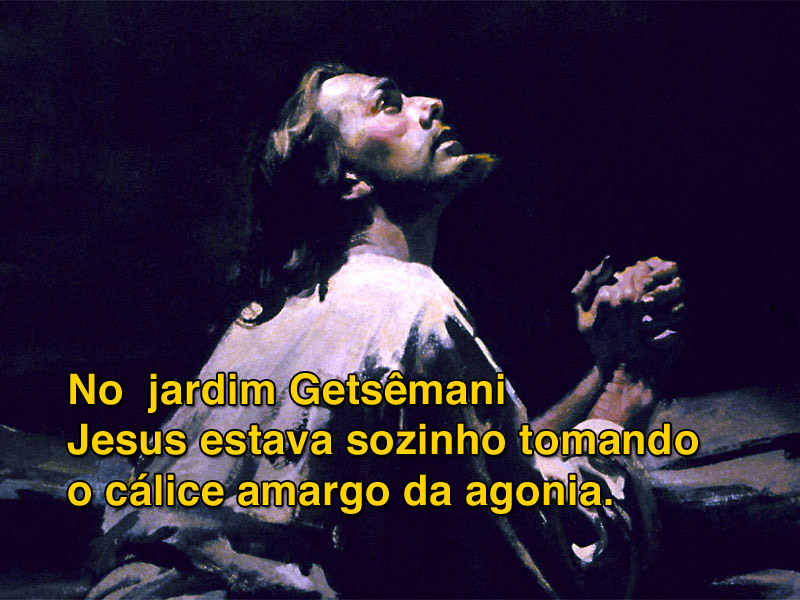 No jardim Getsêmani
Jesus estava sozinho tomando
o cálice amargo da agonia.